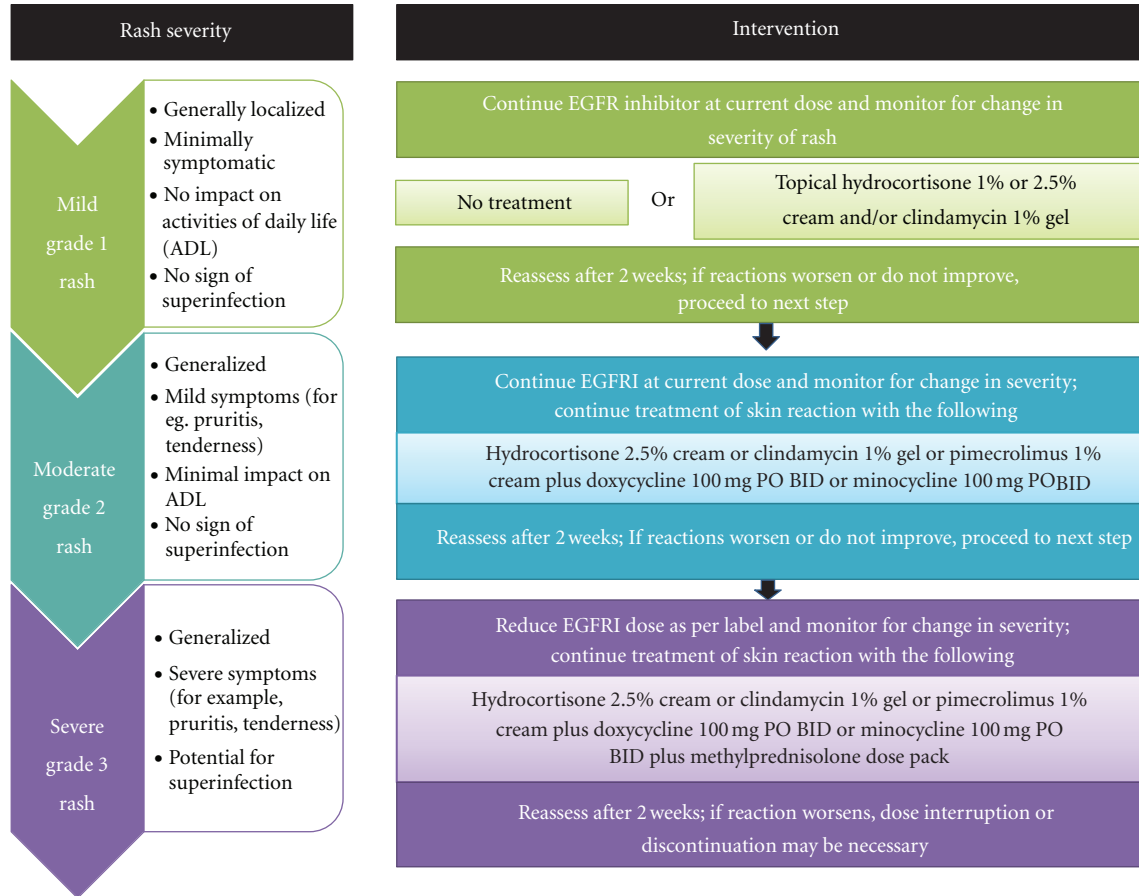 Rash severity
Intervention
Mild
grade 1
rash
• Generally localized
• Minimally
symptomatic
• No impact on
activities of daily life
(ADL)
• No sign of
superinfection
Continue EGFR inhibitor at current dose and monitor for change in
severity of rash
No treatment
Or
Topical hydrocortisone 1% or 2.5%
cream and/or clindamycin 1% gel
Reassess after 2 weeks; if reactions worsen or do not improve,
proceed to next step
Moderate
grade 2
rash
• Generalized
• Mild symptoms (for
eg. pruritis,
tenderness)
• Minimal impact on
ADL
• No sign of
superinfection
Continue EGFRI at current dose and monitor for change in severity;
continue treatment of skin reaction with the following
Hydrocortisone 2.5% cream or clindamycin 1% gel or pimecrolimus 1%
cream plus doxycycline 100 mg PO BID or minocycline 100 mg PO BID
Reassess after 2 weeks; If reactions worsen or do not improve, proceed to next step
Severe
grade 3
rash
• Generalized
• Severe symptoms
(for example,
pruritis, tenderness)
• Potential for
superinfection
Reduce EGFRI dose as per label and monitor for change in severity;
continue treatment of skin reaction with the following
Hydrocortisone 2.5% cream or clindamycin 1% gel or pimecrolimus 1%
cream plus doxycycline 100 mg PO BID or minocycline 100 mg PO
BID plus methylprednisolone dose pack
Reassess after 2 weeks; if reaction worsens, dose interruption or
discontinuation may be necessary